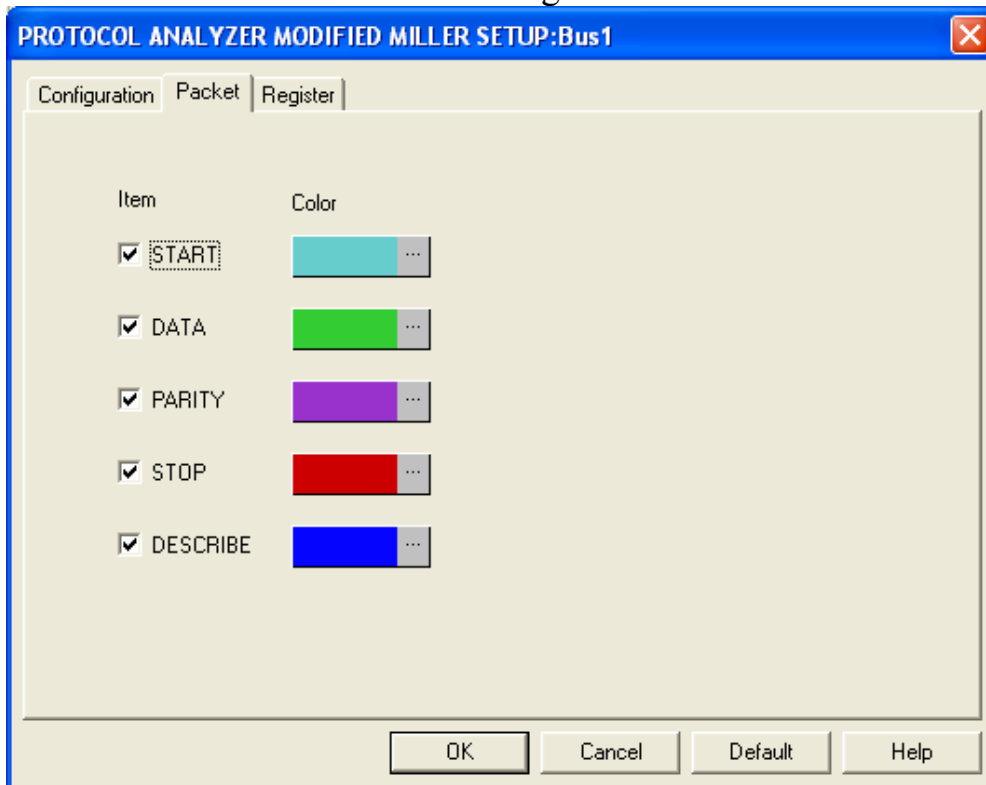 PROTOCOL ANALYZER MODIFIED MILLER SETUP:Bus1
Configuration Packet Register
Item Color
START ...
DATA ...
PARITY ...
STOP ...
DESCRIBE ...
OK Cancel Default Help